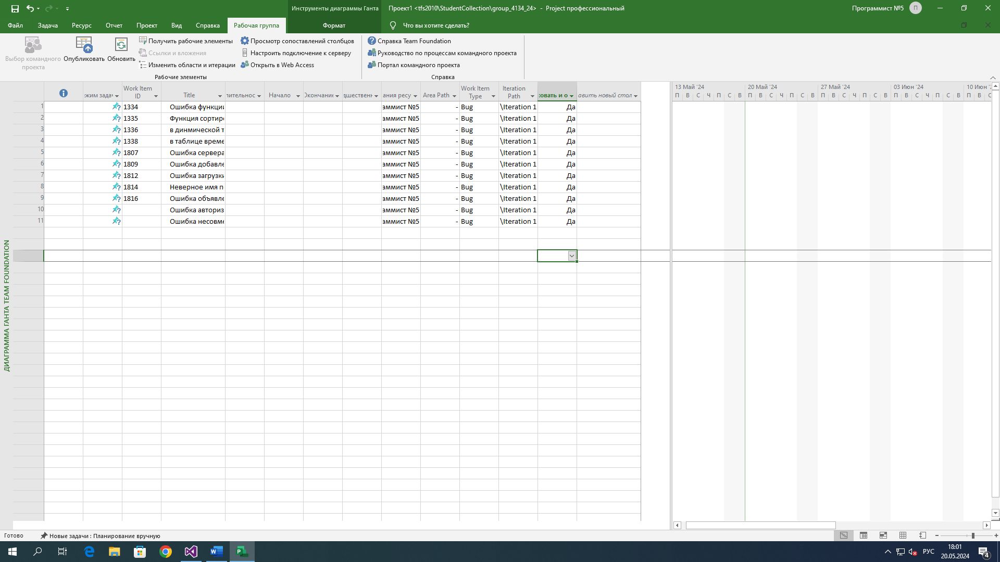 Инструменты диаграммы Ганта
Проект1 <tfs2010\StudentCollection\group_4134_24> - Project профессиональный
Программист №5
П
Файл Задача Ресурс Отчет Проект Вид Справка Рабочая группа Формат Что вы хотите сделать?
Выбор командного проекта
Опубликовать
Обновить
Получить рабочие элементы
Ссылки и вложения
Изменить области и итерации
Просмотр сопоставлений столбцов
Настроить подключение к серверу
Открыть в Web Access
Рабочие элементы
Справка Team Foundation
Руководство по процессам командного проекта
Портал командного проекта
Справка
жим задач Work Item ID Title ительнос Начало Окончание дшественн ания ресу Area Path Work Item Type Iteration Path овать и о авить новый стол
1 1334 Ошибка функции аммист №5 - Bug \Iteration 1 Да
2 1335 Функция сортир аммист №5 - Bug \Iteration 1 Да
3 1336 в динмической т аммист №5 - Bug \Iteration 1 Да
4 1338 в таблице време аммист №5 - Bug \Iteration 1 Да
5 1807 Ошибка сервера аммист №5 - Bug \Iteration 1 Да
6 1809 Ошибка добавле аммист №5 - Bug \Iteration 1 Да
7 1812 Ошибка загрузки аммист №5 - Bug \Iteration 1 Да
8 1814 Неверное имя п аммист №5 - Bug \Iteration 1 Да
9 1816 Ошибка объявле аммист №5 - Bug \Iteration 1 Да
10 Ошибка авториз аммист №5 - Bug \Iteration 1 Да
11 Ошибка несовме аммист №5 - Bug \Iteration 1 Да
13 Май '24 20 Май '24 27 Май '24 03 Июн '24 10 Июн '
П В С Ч П С В П В С Ч П С В П В С Ч П С В П В С Ч П С В П В С
ДИАГРАММА ГАНТА TEAM FOUNDATION
Готово
Новые задачи : Планирование вручную
РУС
18:01
20.05.2024
4